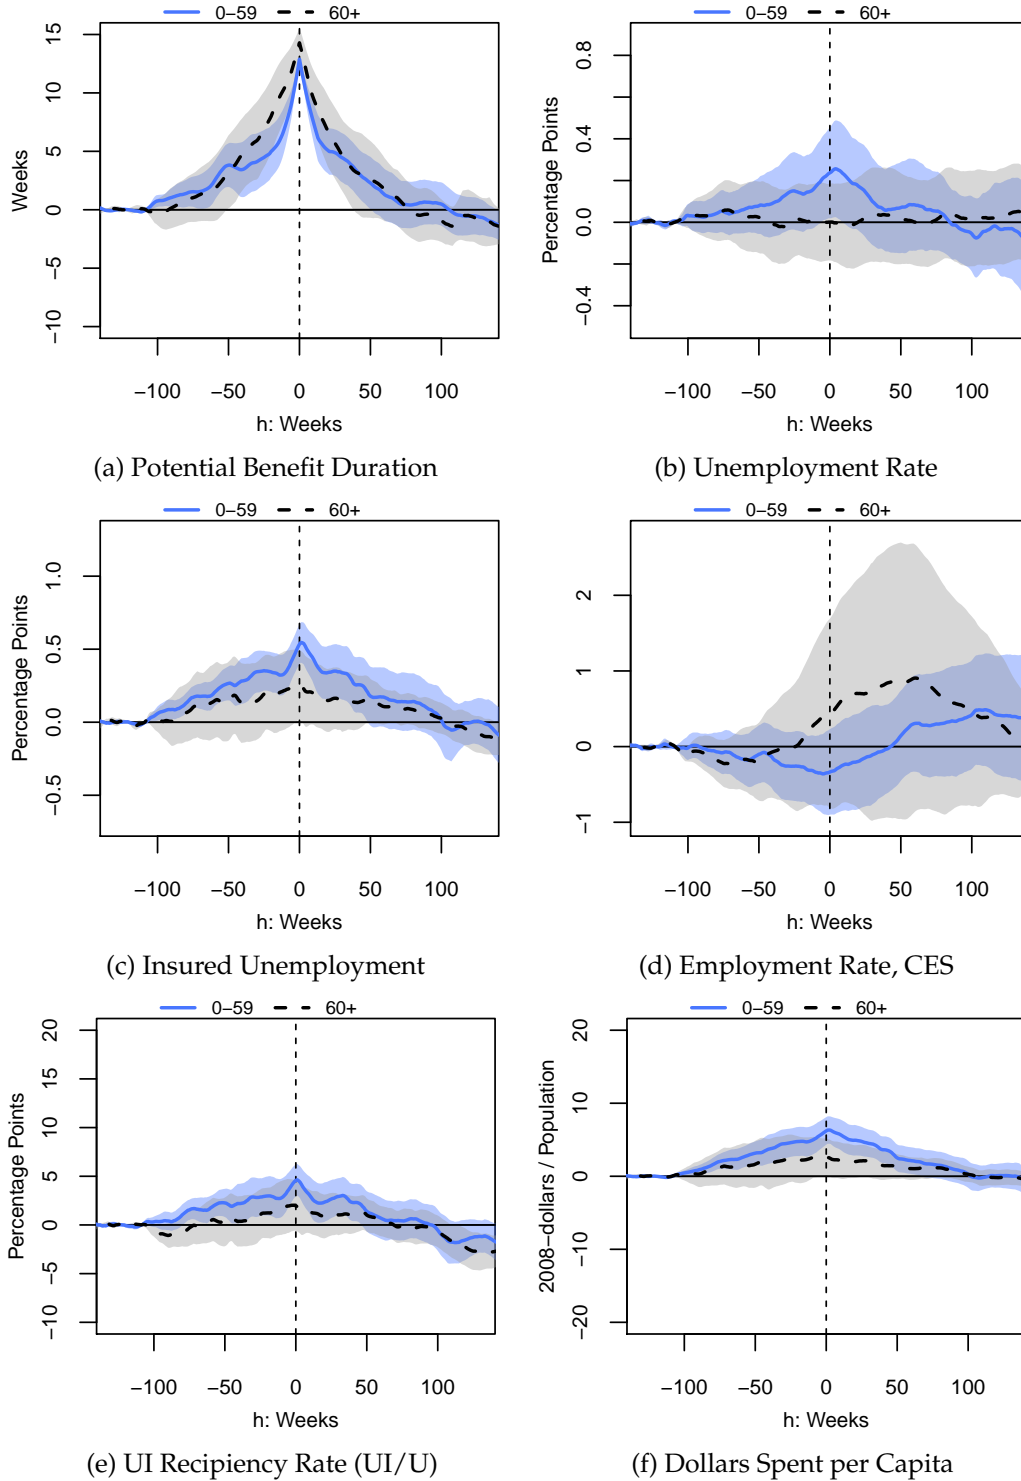 0−59 60+
15
10
5
0
−5
−10
Weeks
−100 −50 0 50 100
h: Weeks
(a) Potential Benefit Duration
0−59 60+
0.8
0.4
0.0
−0.4
Percentage Points
−100 −50 0 50 100
h: Weeks
(b) Unemployment Rate
0−59 60+
1.0
0.5
0.0
−0.5
Percentage Points
−100 −50 0 50 100
h: Weeks
(c) Insured Unemployment
0−59 60+
2
1
0
−1
−100 −50 0 50 100
h: Weeks
(d) Employment Rate, CES
0−59 60+
20
15
10
5
0
−5
−10
Percentage Points
−100 −50 0 50 100
h: Weeks
(e) UI Recipiency Rate (UI/U)
0−59 60+
20
10
0
−10
−20
2008−dollars / Population
−100 −50 0 50 100
h: Weeks
(f) Dollars Spent per Capita